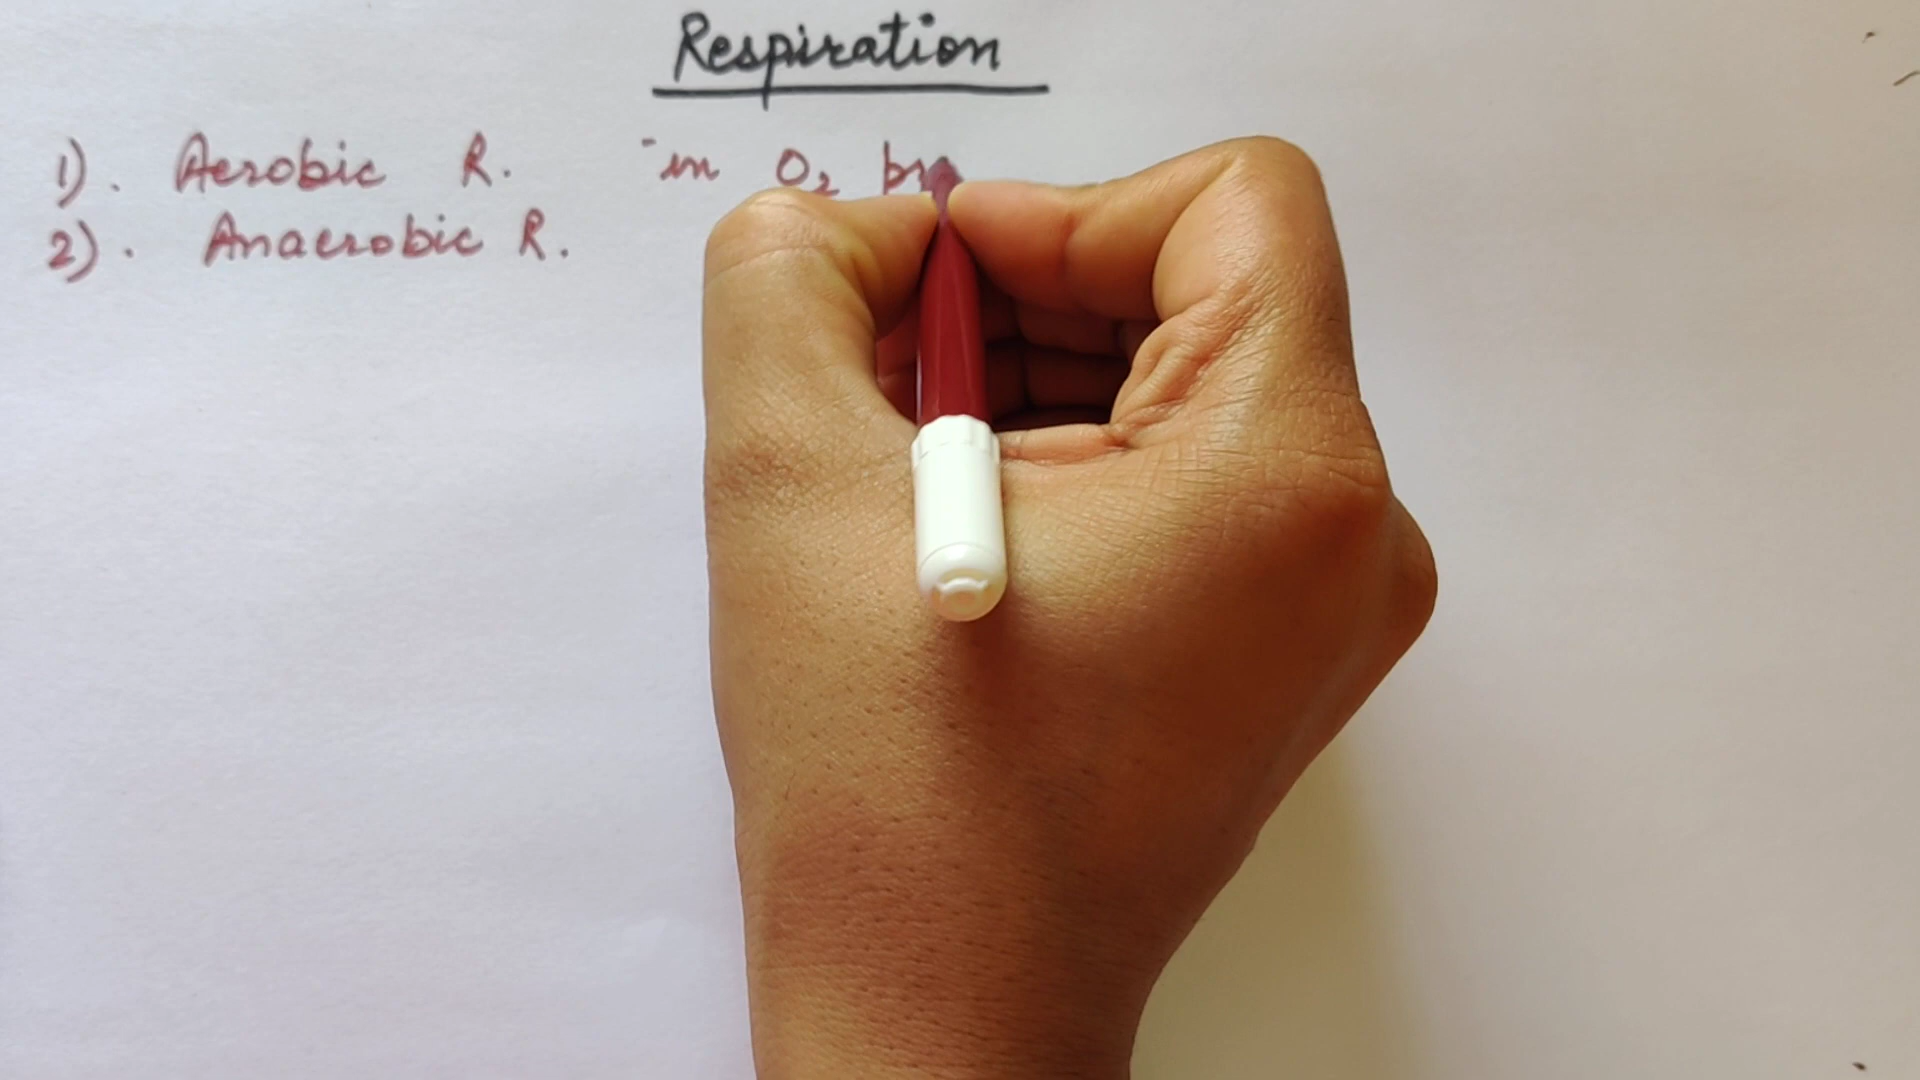 Respiration
1). Aerobic R. in O₂
2). Anaerobic R.